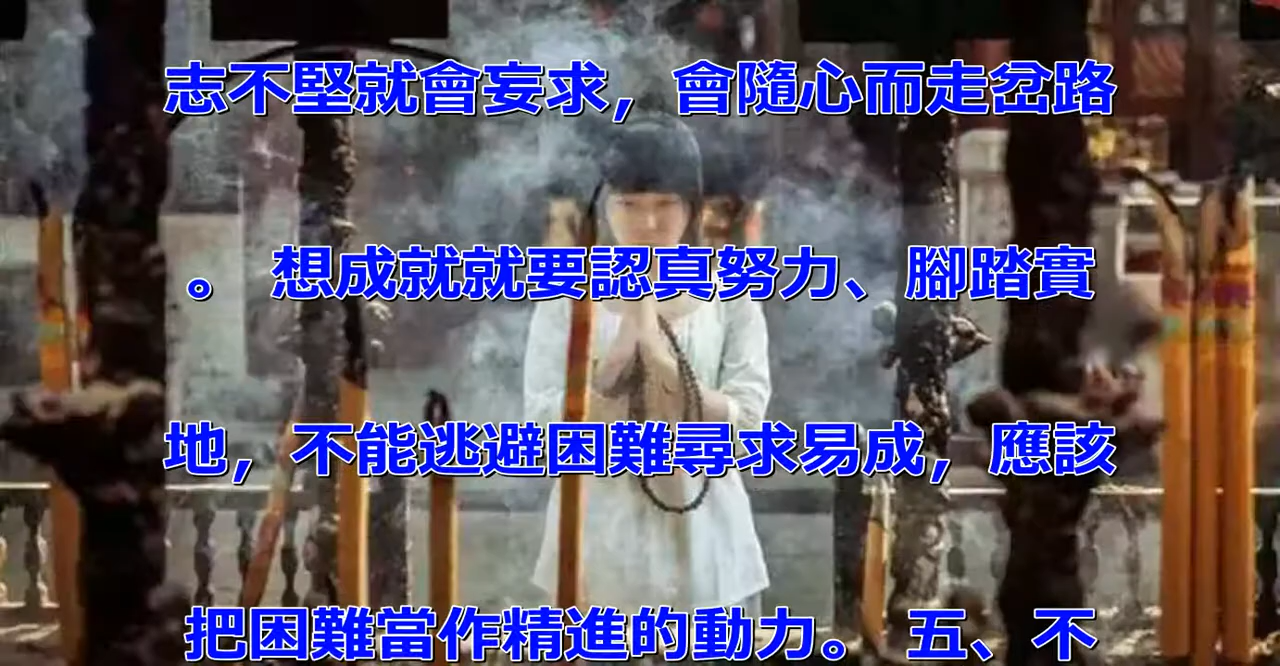 志不堅就會妄求，會隨心而走岔路
。 想成就就要認真努力、腳踏實
地，不能逃避困難尋求易成，應該
把困難當作精進的動力。 五、不